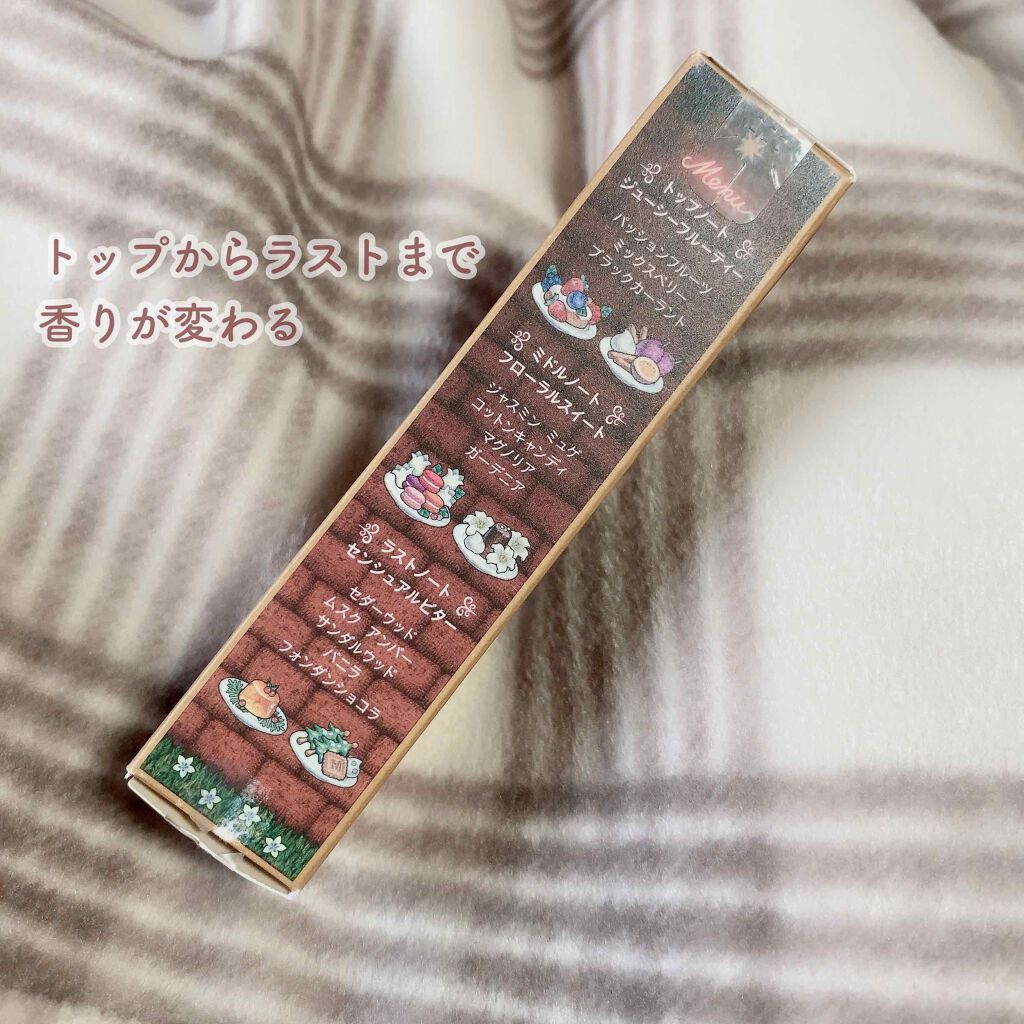 トップからラストまで
香りが変わる
Menu
トップノート
ジューシーフルーティー
パッションフルーツ
ミックスベリー
ブラックカーラント
ミドルノート
フローラルスイート
ジャスミン ミュゲ
コットンキャンディ
マグノリア
ガーデニア
ラストノート
センシュアルビター
セダーウッド
ムスク アンバー
サンダルウッド
バニラ
フォンダンショコラ